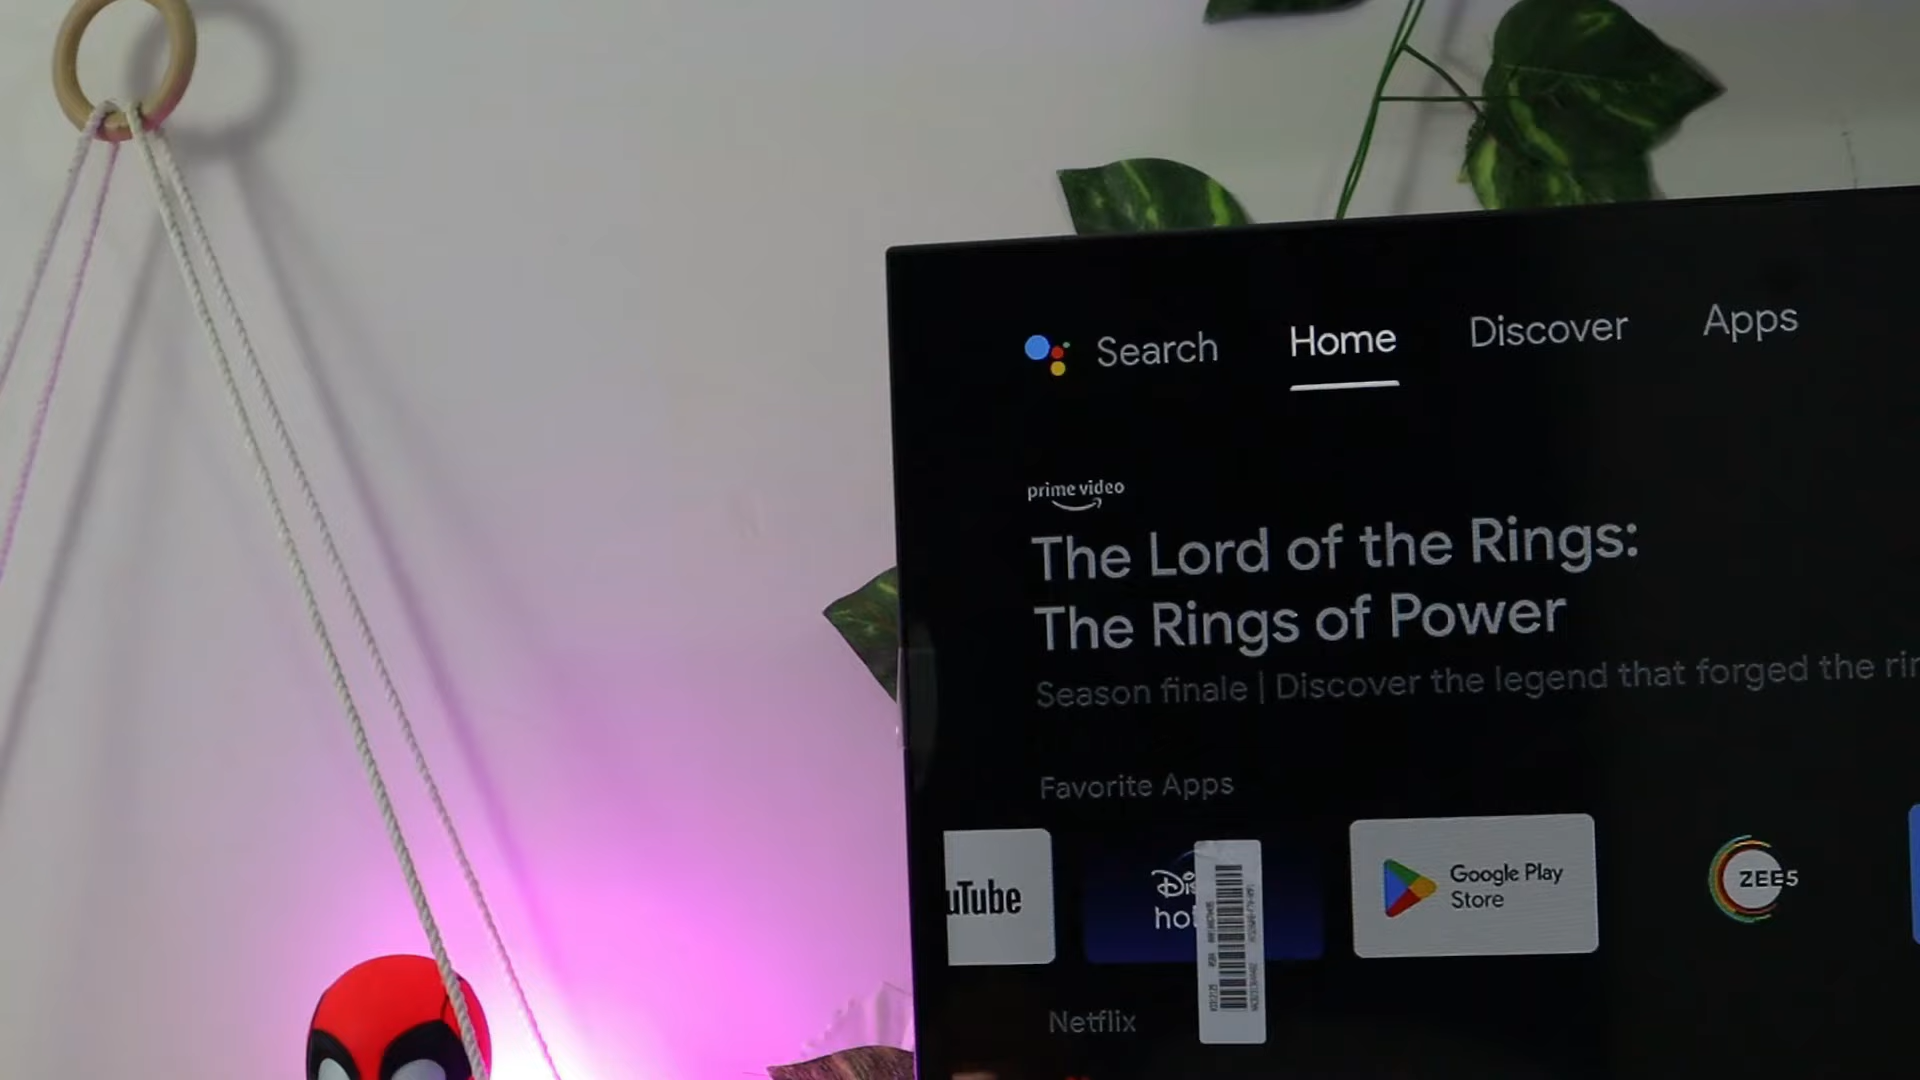 Search Home Discover Apps
prime video
The Lord of the Rings:
The Rings of Power
Season finale | Discover the legend that forged the
Favorite Apps
uTube
Google Play
Store
ZEE5
Netflix